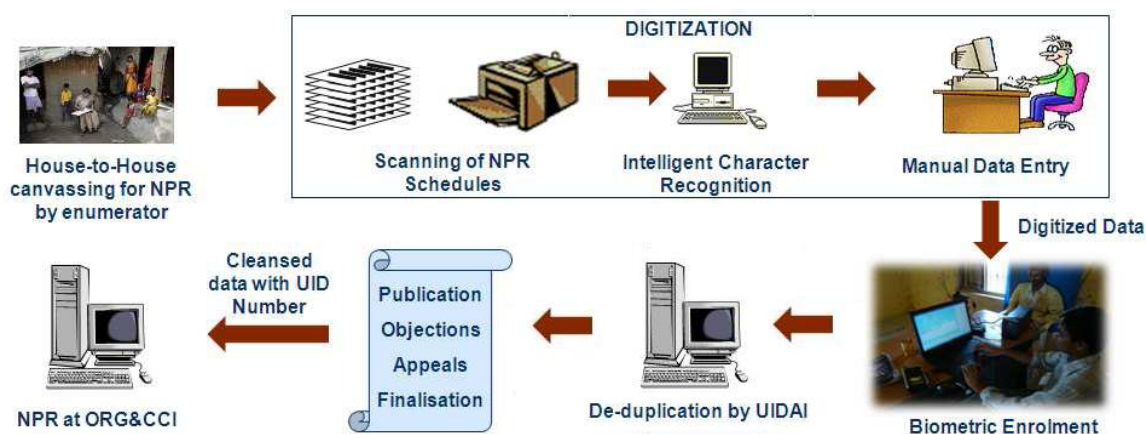 DIGITIZATION
House-to-House
canvassing for NPR
by enumerator
Scanning of NPR
Schedules
Intelligent Character
Recognition
Manual Data Entry
Digitized Data
Biometric Enrolment
De-duplication by UIDAI
Publication
Objections
Appeals
Finalisation
Cleansed
data with UID
Number
NPR at ORG&CCI